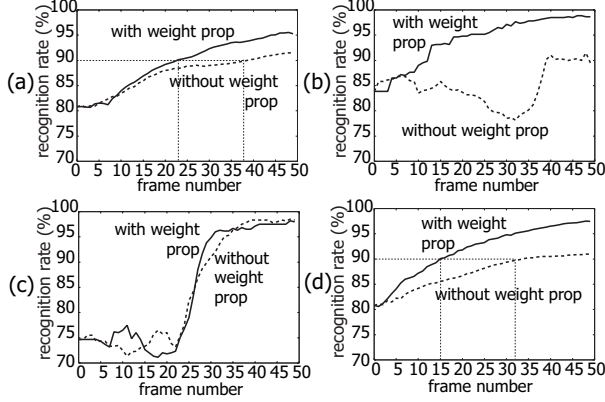 (a)
recognition rate (%)
100
95
90
85
80
75
70
with weight prop
without weight
prop
0 5 10 15 20 25 30 35 40 45 50
frame number
(b)
recognition rate (%)
100
95
90
85
80
75
70
with weight
prop
without weight prop
0 5 10 15 20 25 30 35 40 45 50
frame number
(c)
recognition rate (%)
100
95
90
85
80
75
70
with weight
prop
without
weight
prop
0 5 10 15 20 25 30 35 40 45 50
frame number
(d)
recognition rate (%)
100
95
90
85
80
75
70
with weight
prop
without weight prop
0 5 10 15 20 25 30 35 40 45 50
frame number